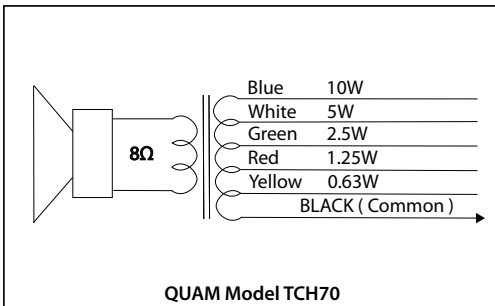 Blue 10W
White 5W
Green 2.5W
8Ω
Red 1.25W
Yellow 0.63W
BLACK ( Common )
QUAM Model TCH70